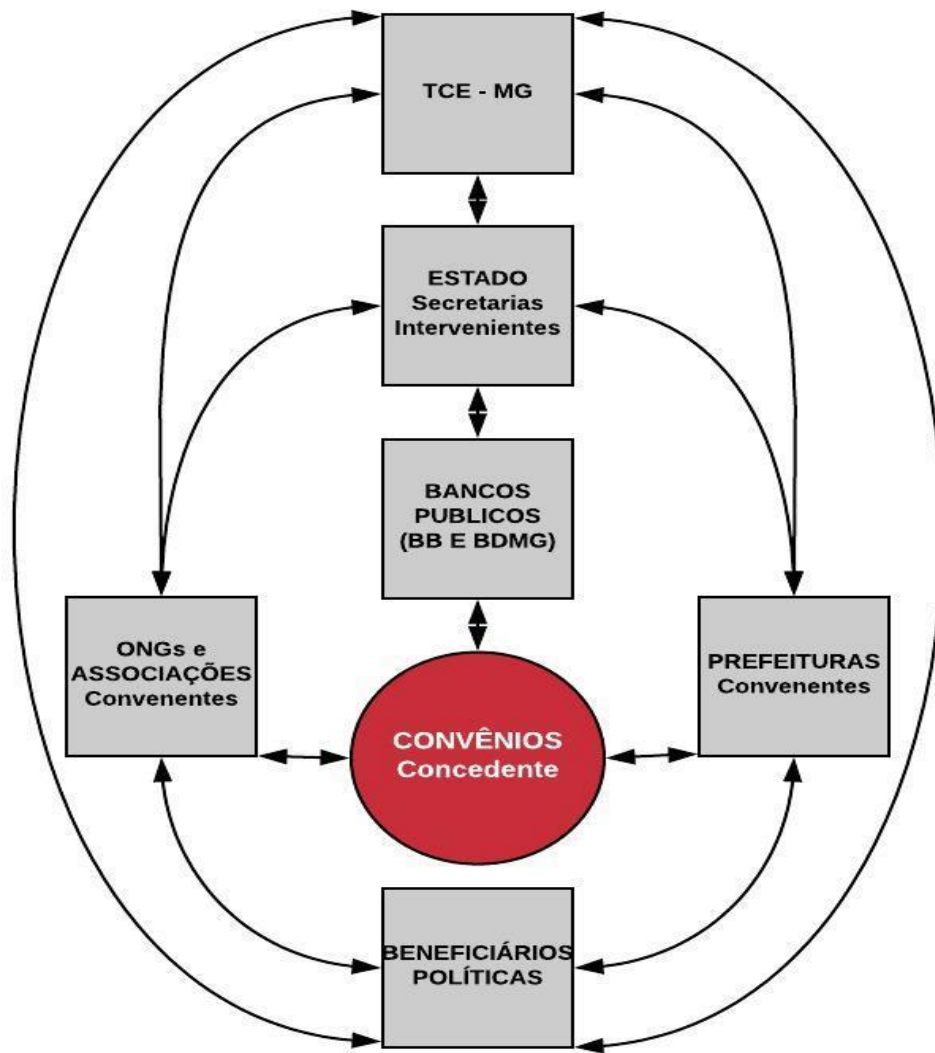 TCE - MG
ESTADO
Secretarias
Intervenientes
BANCOS
PUBLICOS
(BB E BDMG)
ONGs e
ASSOCIAÇÕES
Convenentes
PREFEITURAS
Convenentes
CONVÊNIOS
Concedente
BENEFICIÁRIOS
POLÍTICAS